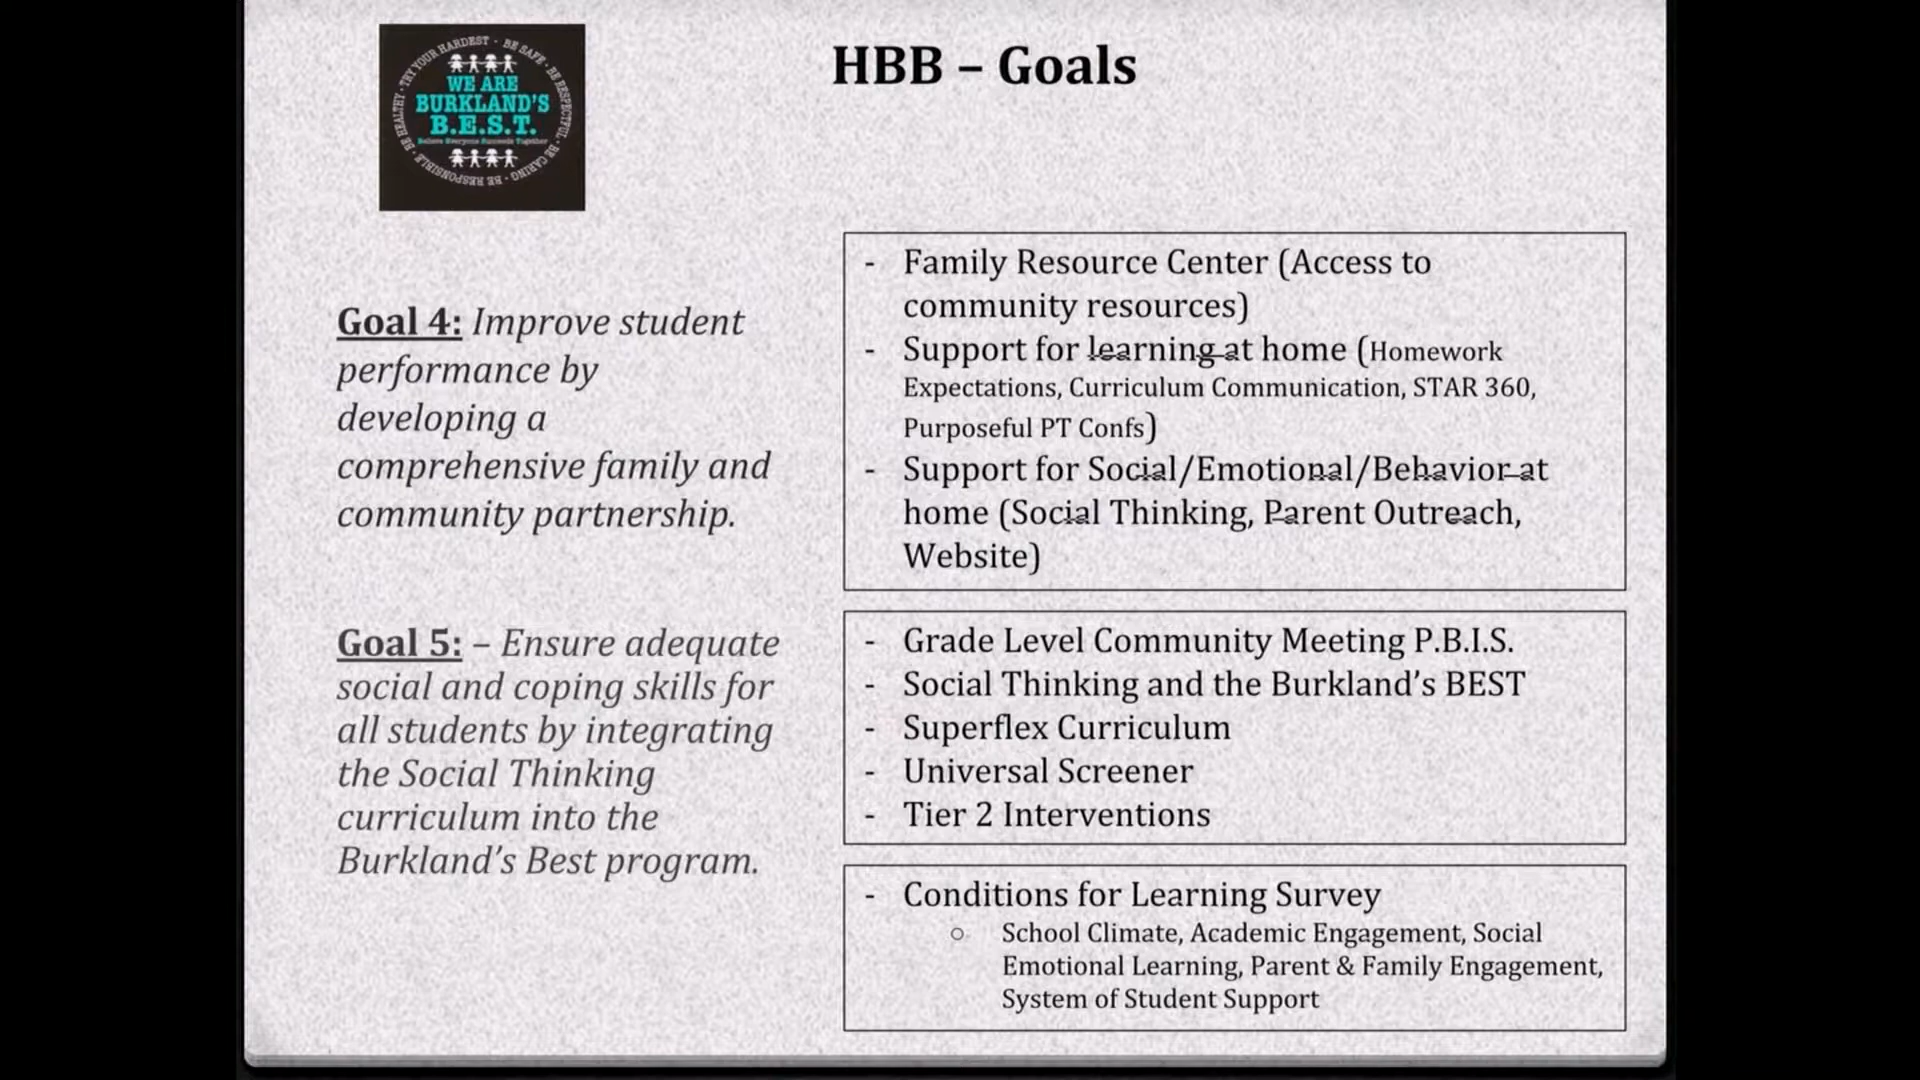 TRY YOUR HARDEST · BE SAFE · BE RESPECTFUL · BE CARING · BE RESPONSIBLE · BE HEALTHY ·
WE ARE
BURKLAND'S
B.E.S.T.
Believe Everyone Succeeds Together
HBB – Goals
Goal 4: Improve student
performance by
developing a
comprehensive family and
community partnership.
- Family Resource Center (Access to
community resources)
- Support for learning at home (Homework
Expectations, Curriculum Communication, STAR 360,
Purposeful PT Confs)
- Support for Social/Emotional/Behavior at
home (Social Thinking, Parent Outreach,
Website)
Goal 5: – Ensure adequate
social and coping skills for
all students by integrating
the Social Thinking
curriculum into the
Burkland’s Best program.
- Grade Level Community Meeting P.B.I.S.
- Social Thinking and the Burkland’s BEST
- Superflex Curriculum
- Universal Screener
- Tier 2 Interventions
- Conditions for Learning Survey
○ School Climate, Academic Engagement, Social
Emotional Learning, Parent & Family Engagement,
System of Student Support